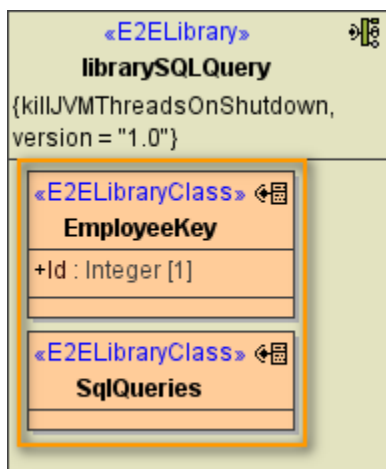 «E2ELibrary»
librarySQLQuery
{killJVMThreadsOnShutdown,
version = "1.0"}
«E2ELibraryClass»
EmployeeKey
+Id : Integer [1]
«E2ELibraryClass»
SqlQueries